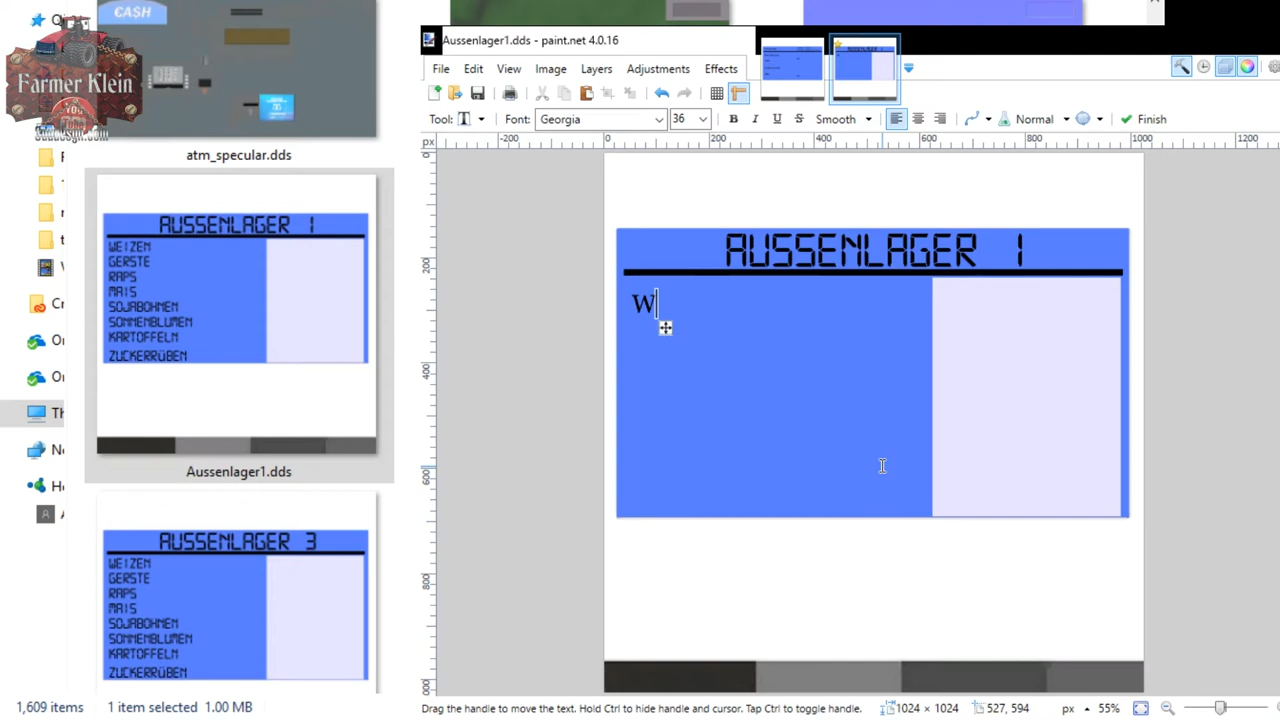 CASH
Farmer Klein
You
Tube
atm_specular.dds
AUSSENLAGER 1
WEIZEN
GERSTE
RAPS
MAIS
SOJABOHNEN
SONNENBLUMEN
KARTOFFELN
ZUCKERRÜBEN
Aussenlager1.dds
AUSSENLAGER 3
WEIZEN
GERSTE
RAPS
MAIS
SOJABOHNEN
SONNENBLUMEN
KARTOFFELN
ZUCKERRÜBEN
1,609 items 1 item selected 1.00 MB
Aussenlager1.dds - paint.net 4.0.16
File Edit View Image Layers Adjustments Effects
Tool: T Font: Georgia 36 B I U S Smooth Normal Finish
px -200 0 200 400 600 800 1000 1200
0
200
400
600
800
000
AUSSENLAGER 1
W
Drag the handle to move the text. Hold Ctrl to hide handle and cursor. Tap Ctrl to toggle handle. 1024 × 1024 527, 594 px 55%